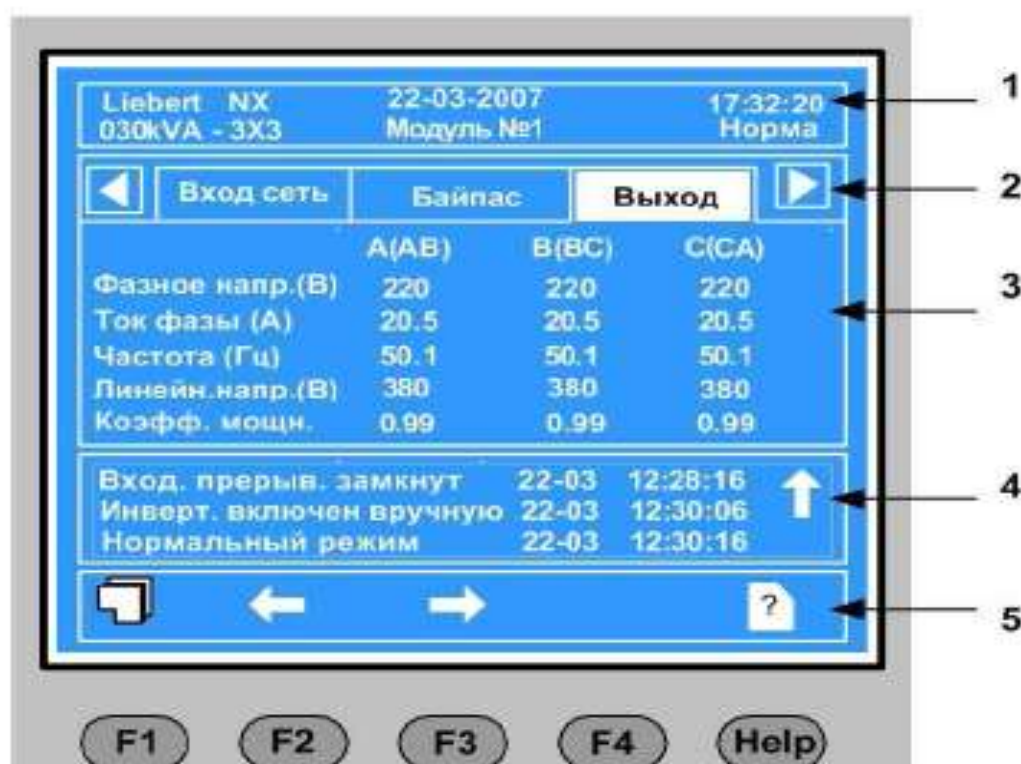 Liebert NX 22-03-2007 17:32:20
030kVA - 3X3 Модуль №1 Норма
Вход сеть Байпас Выход
A(AB) B(BC) C(CA)
Фазное напр.(В) 220 220 220
Ток фазы (А) 20.5 20.5 20.5
Частота (Гц) 50.1 50.1 50.1
Линейн.напр.(В) 380 380 380
Коэфф. мощн. 0.99 0.99 0.99
Вход. прерыв. замкнут 22-03 12:28:16
Инверт. включен вручную 22-03 12:30:06
Нормальный режим 22-03 12:30:16
?
F1 F2 F3 F4 Help
1
2
3
4
5